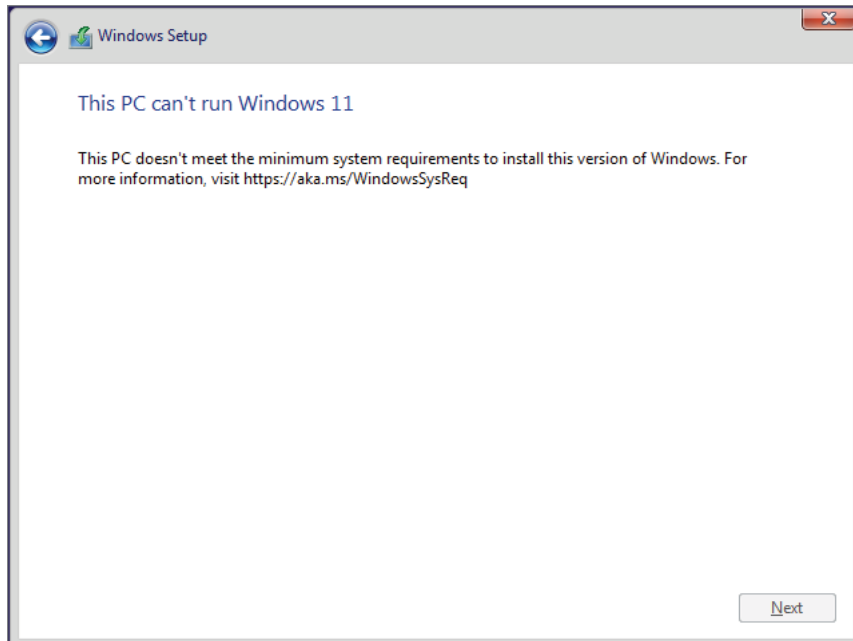 Windows Setup
This PC can't run Windows 11
This PC doesn't meet the minimum system requirements to install this version of Windows. For
more information, visit https://aka.ms/WindowsSysReq
Next